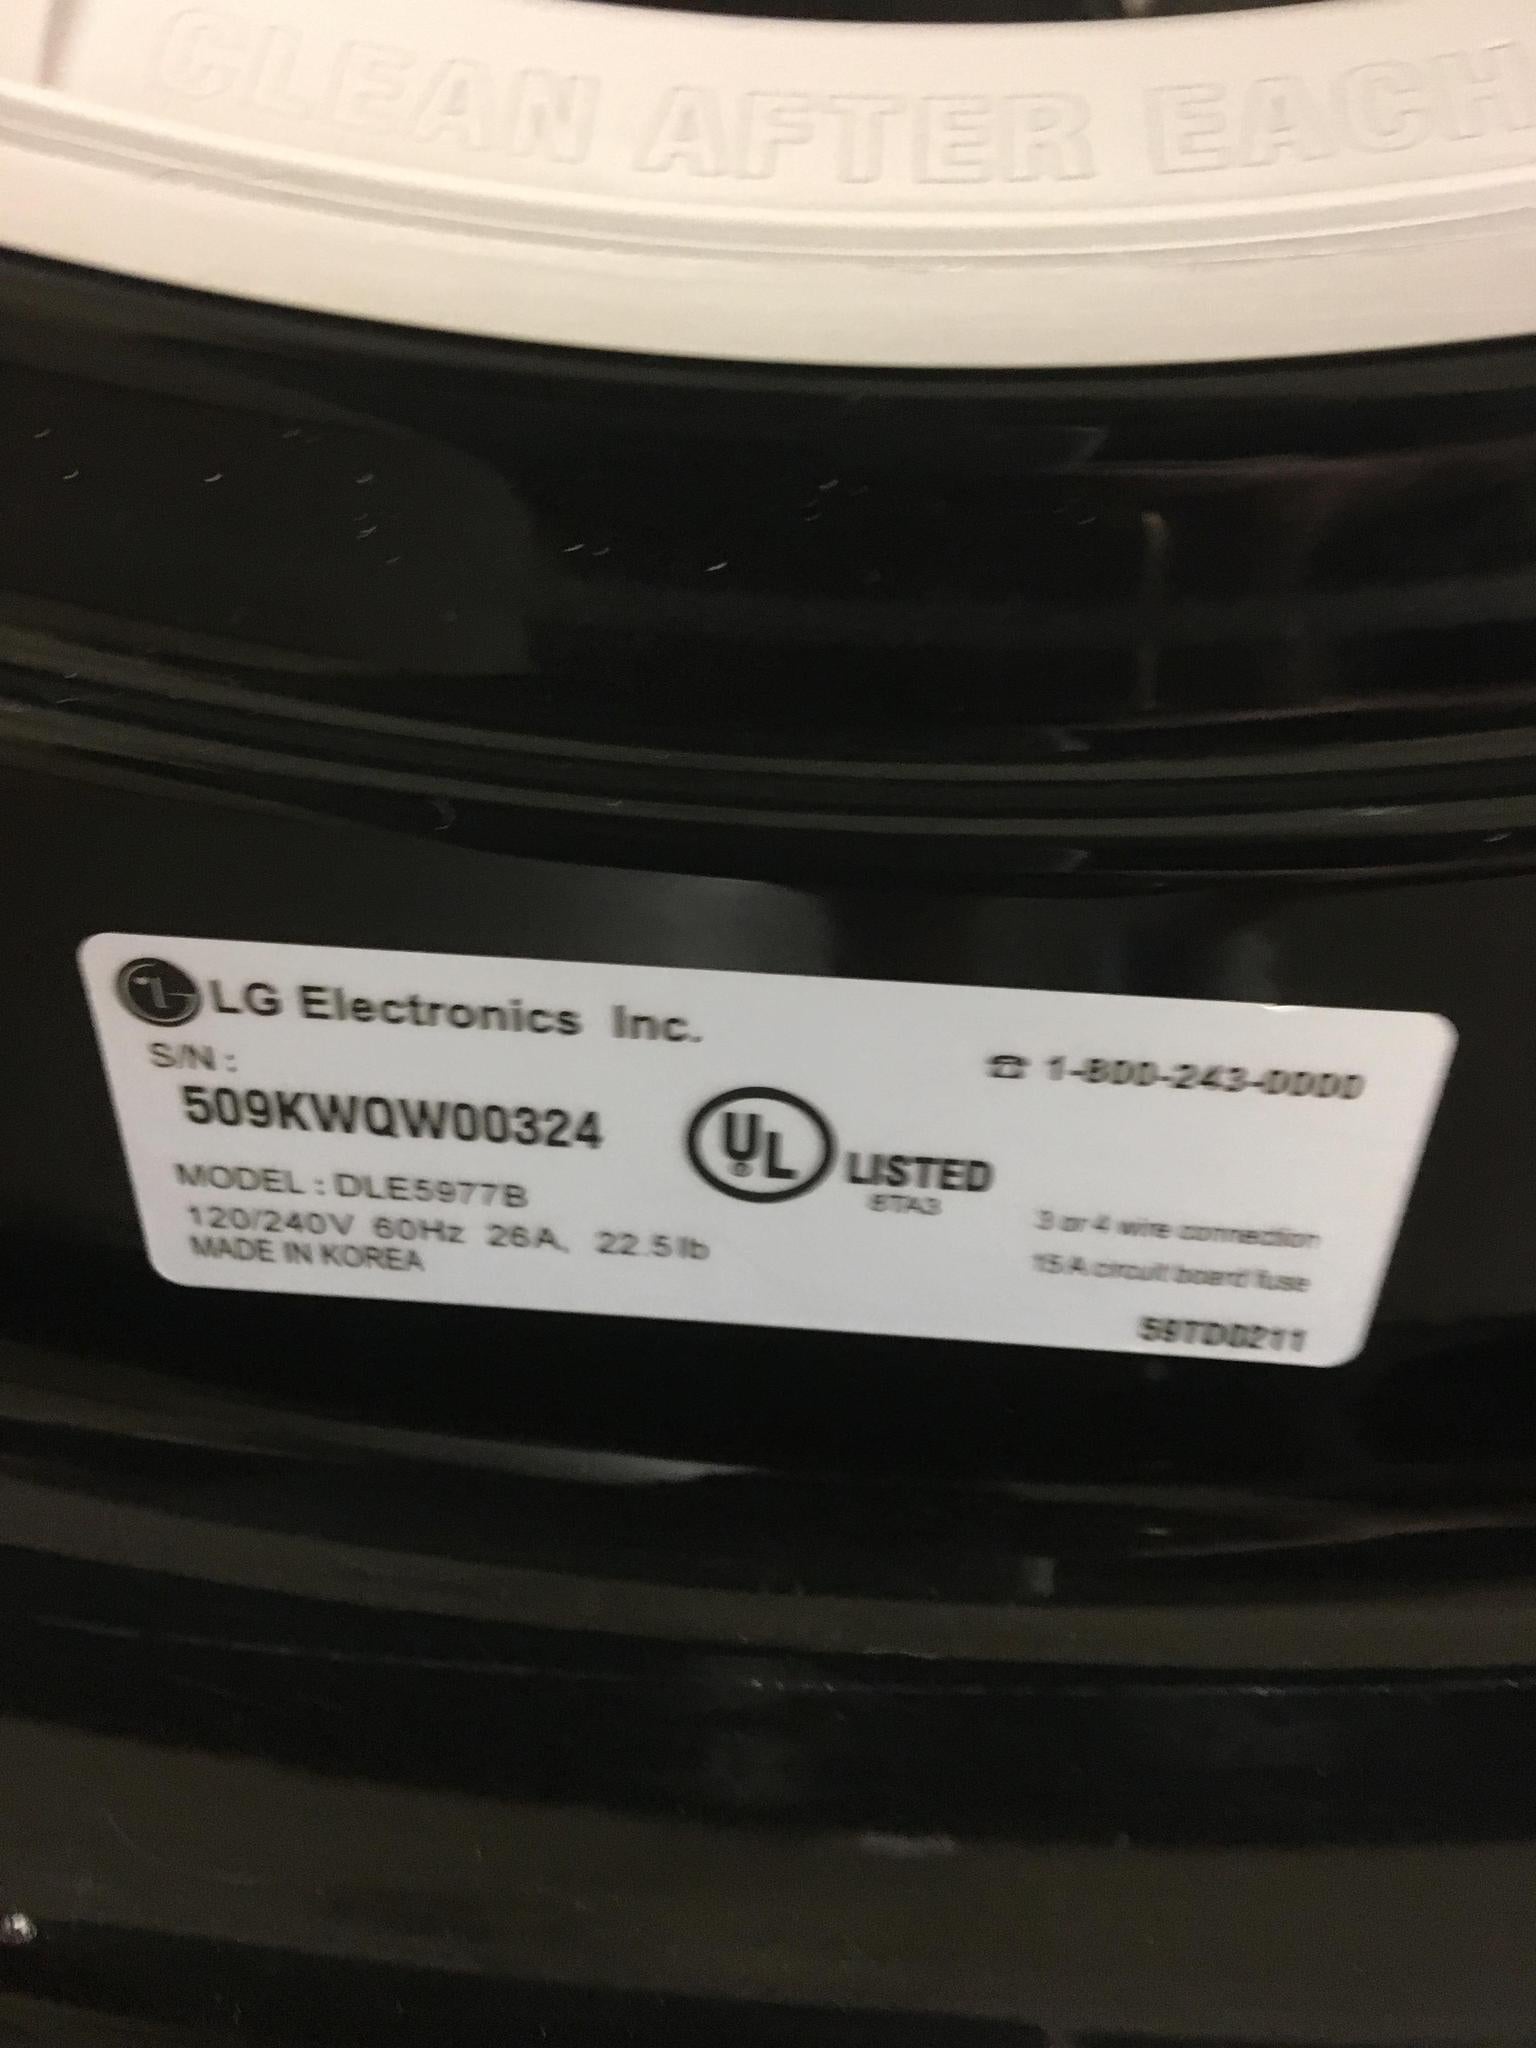 CLEAN AFTER EACH
LG Electronics Inc.
S/N :
☎ 1-800-243-0000
509KWQW00324
UL LISTED
8TA3
MODEL : DLE5977B
120/240V 60Hz 26A, 22.5 lb
MADE IN KOREA
3 or 4 wire connection
15 A circuit board fuse
59TD0211